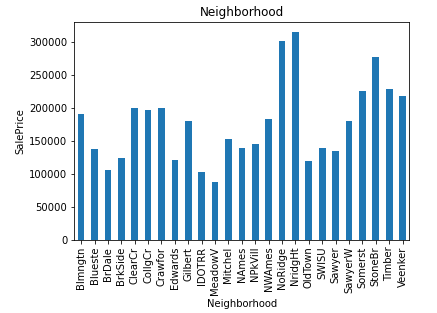 Neighborhood
300000
250000
200000
150000
100000
50000
0
SalePrice
Blmngtn
Blueste
BrDale
BrkSide
ClearCr
CollgCr
Crawfor
Edwards
Gilbert
IDOTRR
MeadowV
Mitchel
NAmes
NPkVill
NWAmes
NoRidge
NridgHt
OldTown
SWISU
Sawyer
SawyerW
Somerst
StoneBr
Timber
Veenker
Neighborhood